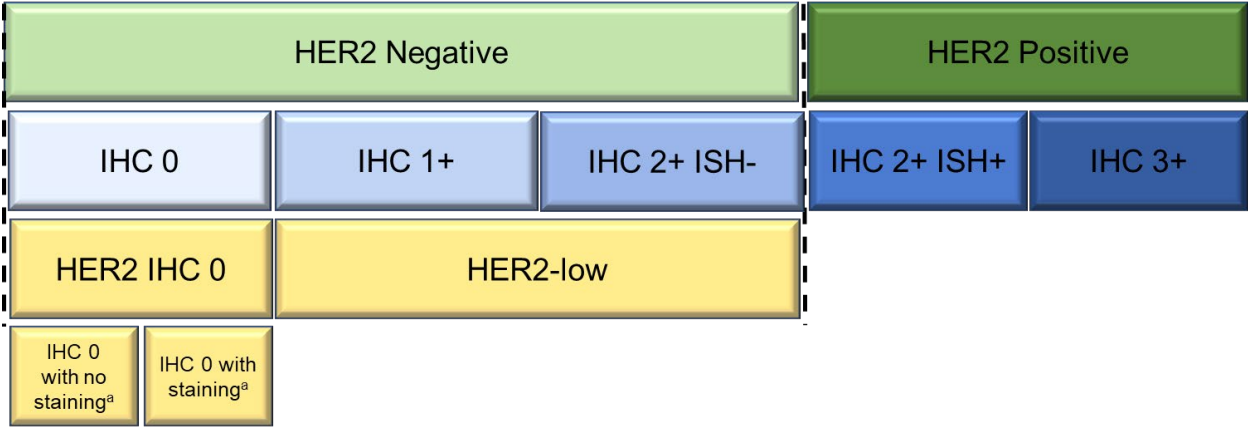 HER2 Negative
HER2 Positive
IHC 0
IHC 1+
IHC 2+ ISH-
IHC 2+ ISH+
IHC 3+
HER2 IHC 0
HER2-low
IHC 0
with no
stainingᵃ
IHC 0 with
stainingᵃ